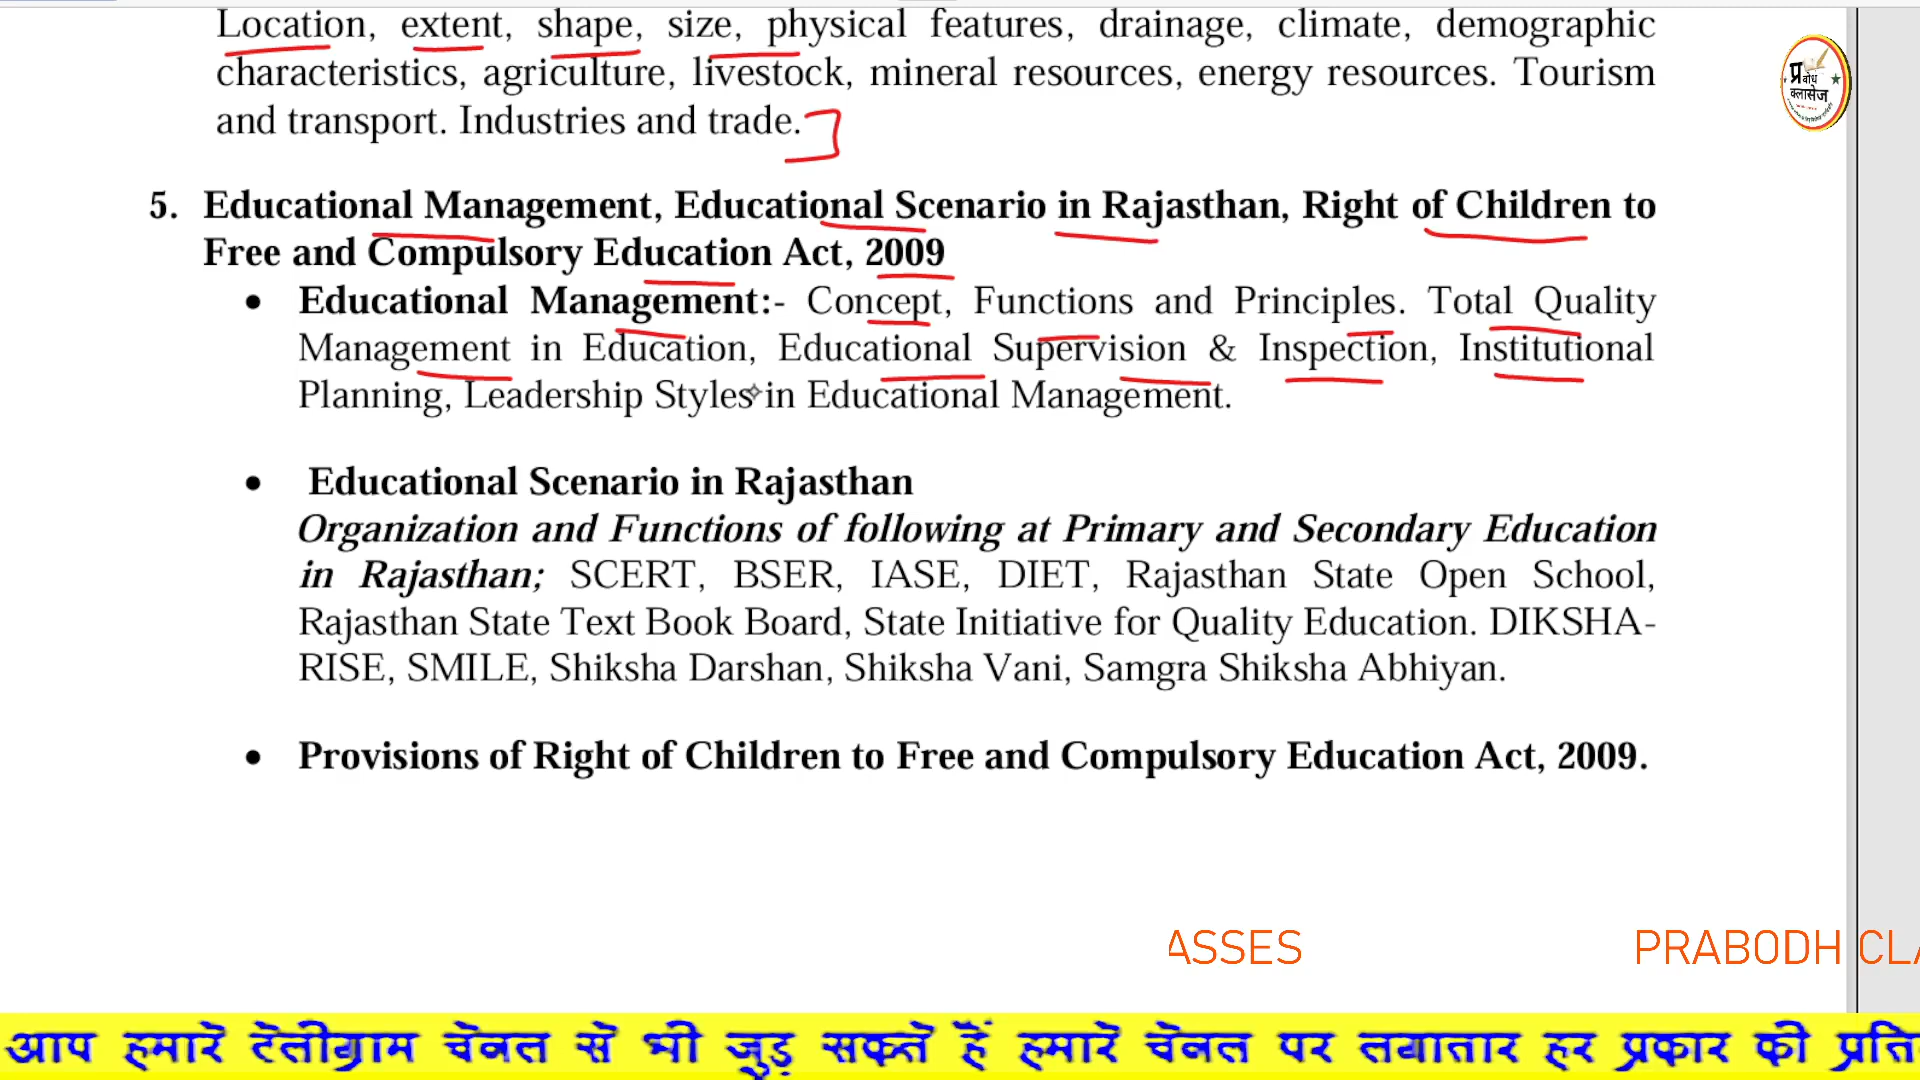 Location, extent, shape, size, physical features, drainage, climate, demographic
characteristics, agriculture, livestock, mineral resources, energy resources. Tourism
and transport. Industries and trade.
प्रबोध
क्लासेज
5. Educational Management, Educational Scenario in Rajasthan, Right of Children to
Free and Compulsory Education Act, 2009
• Educational Management:- Concept, Functions and Principles. Total Quality
Management in Education, Educational Supervision & Inspection, Institutional
Planning, Leadership Styles in Educational Management.
• Educational Scenario in Rajasthan
Organization and Functions of following at Primary and Secondary Education
in Rajasthan; SCERT, BSER, IASE, DIET, Rajasthan State Open School,
Rajasthan State Text Book Board, State Initiative for Quality Education. DIKSHA-
RISE, SMILE, Shiksha Darshan, Shiksha Vani, Samgra Shiksha Abhiyan.
• Provisions of Right of Children to Free and Compulsory Education Act, 2009.
ASSES PRABODH CLA
आप हमारे टेलीग्राम चेनल से भी जुड़ सकते हैं हमारे चेनल पर लगातार हर प्रकार की प्रति